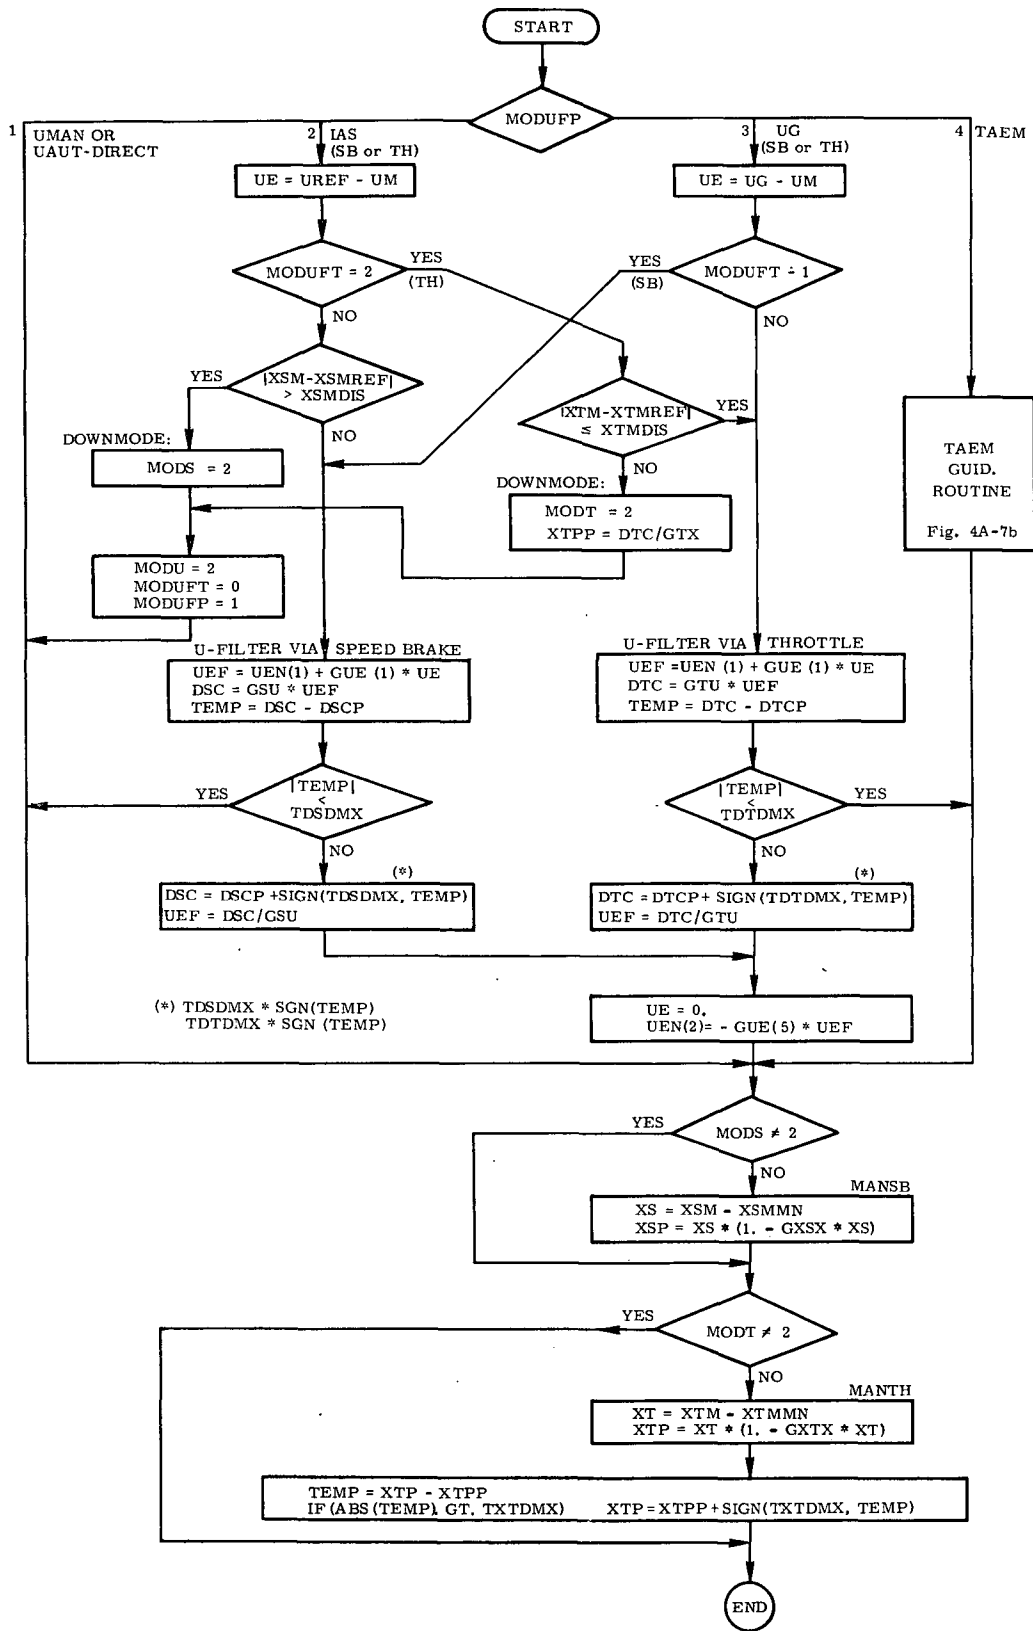 START
MODUFP
1
UMAN OR
UAUT-DIRECT
2
IAS
(SB or TH)
3
UG
(SB or TH)
4
TAEM
UE = UREF - UM
UE = UG - UM
MODUFT = 2
YES
(TH)
NO
YES
(SB)
MODUFT = 1
NO
|XSM-XSMREF|
> XSMDIS
YES
NO
|XTM-XTMREF|
≤ XTMDIS
YES
NO
DOWNMODE:
MODS = 2
DOWNMODE:
MODT = 2
XTPP = DTC/GTX
TAEM
GUID.
ROUTINE
Fig. 4A-7b
MODU = 2
MODUFT = 0
MODUFP = 1
U-FILTER VIA SPEED BRAKE
UEF = UEN(1) + GUE (1) * UE
DSC = GSU * UEF
TEMP = DSC - DSCP
U-FILTER VIA THROTTLE
UEF =UEN (1) + GUE (1) * UE
DTC = GTU * UEF
TEMP = DTC - DTCP
YES
|TEMP|
<
TDSDMX
NO
|TEMP|
<
TDTDMX
YES
NO
(*)
DSC = DSCP +SIGN(TDSDMX, TEMP)
UEF = DSC/GSU
(*)
DTC = DTCP+ SIGN(TDTDMX, TEMP)
UEF = DTC/GTU
(*) TDSDMX * SGN(TEMP)
TDTDMX * SGN (TEMP)
UE = 0.
UEN(2)= - GUE(5) * UEF
YES
MODS ≠ 2
NO
MANSB
XS = XSM - XSMMN
XSP = XS * (1. - GXSX * XS)
YES
MODT ≠ 2
NO
MANTH
XT = XTM - XTMMN
XTP = XT * (1. - GXTX * XT)
TEMP = XTP - XTPP
IF(ABS(TEMP). GT. TXTDMX) XTP=XTPP+SIGN(TXTDMX, TEMP)
END